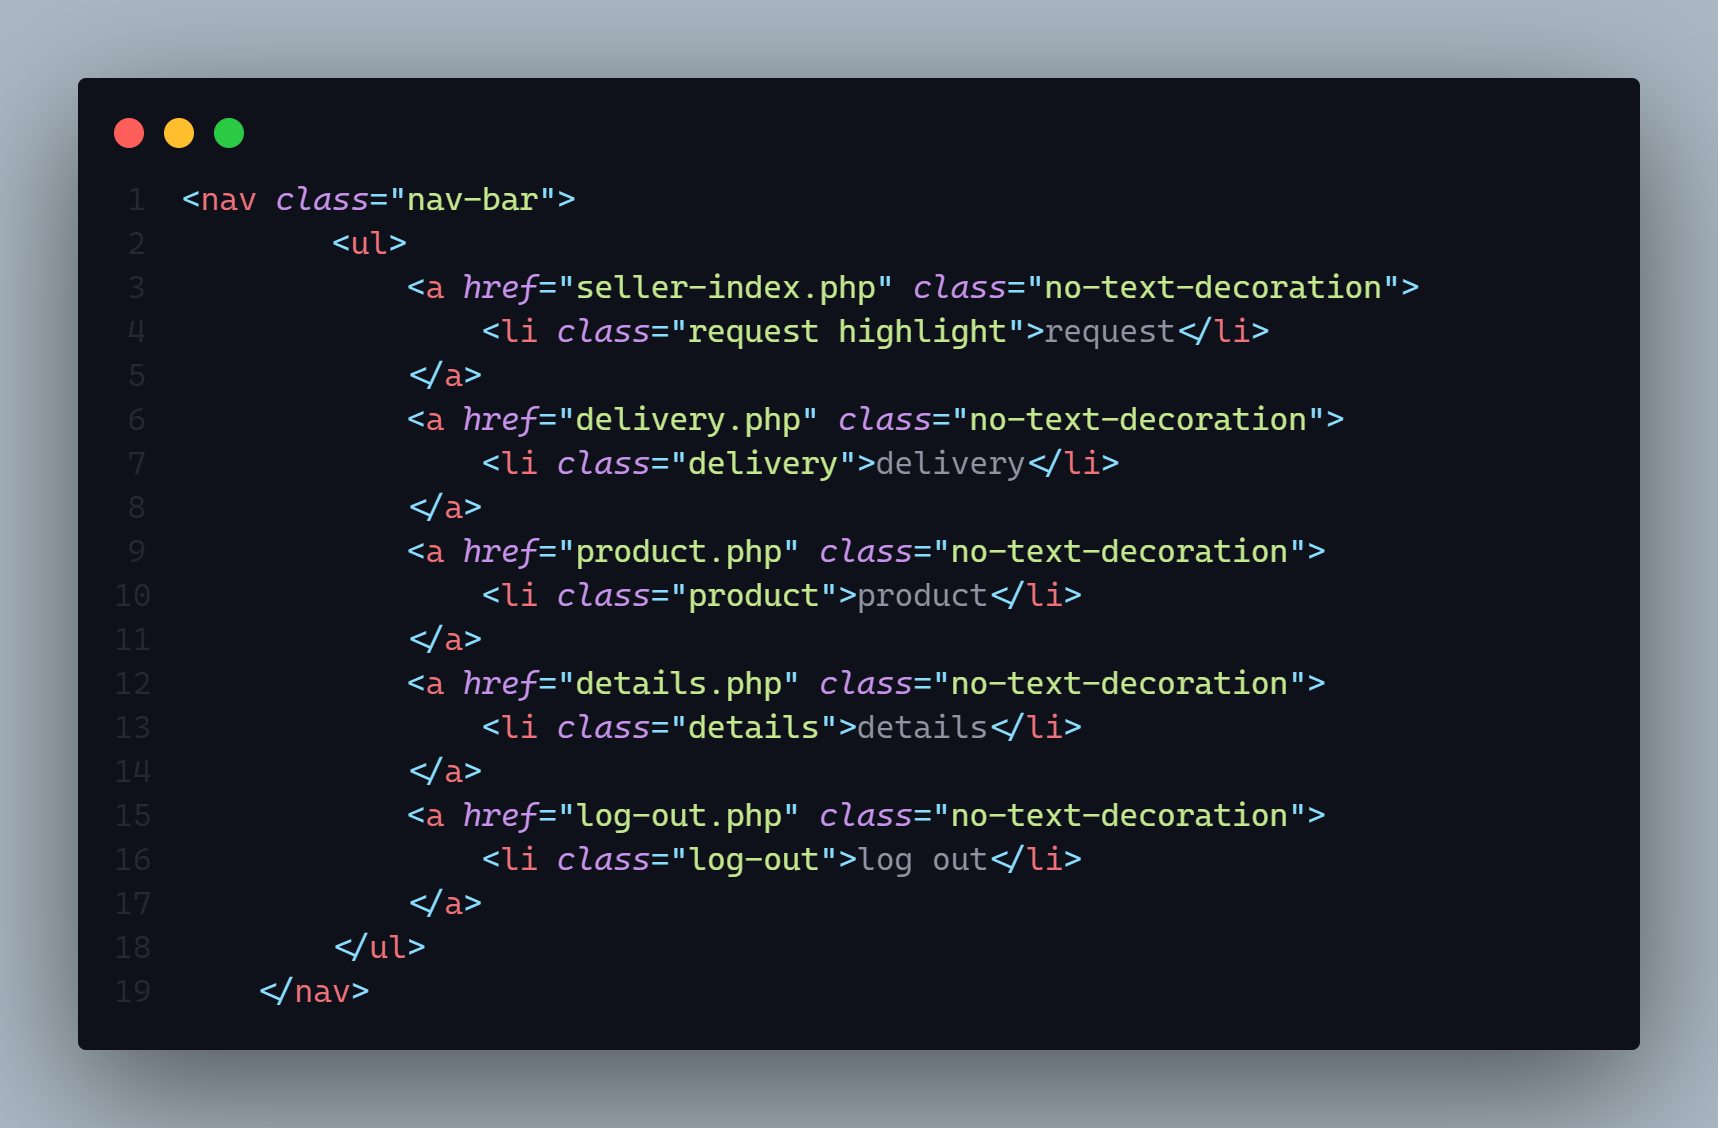 1 <nav class="nav-bar">
2         <ul>
3             <a href="seller-index.php" class="no-text-decoration">
4                 <li class="request highlight">request</li>
5             </a>
6             <a href="delivery.php" class="no-text-decoration">
7                 <li class="delivery">delivery</li>
8             </a>
9             <a href="product.php" class="no-text-decoration">
10                 <li class="product">product</li>
11             </a>
12             <a href="details.php" class="no-text-decoration">
13                 <li class="details">details</li>
14             </a>
15             <a href="log-out.php" class="no-text-decoration">
16                 <li class="log-out">log out</li>
17             </a>
18         </ul>
19     </nav>